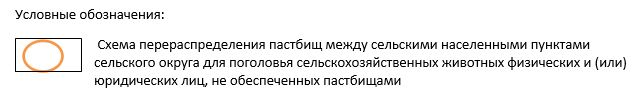 Условные обозначения:
Схема перераспределения пастбищ между сельскими населенными пунктами
сельского округа для поголовья сельскохозяйственных животных физических и (или)
юридических лиц, не обеспеченных пастбищами